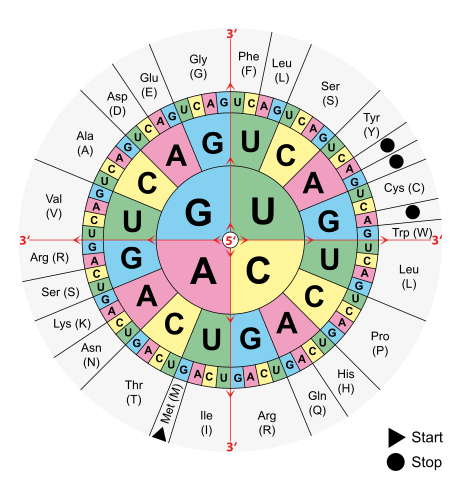 3'
Phe
(F)
Leu
(L)
Ser
(S)
Tyr
(Y)
Cys (C)
Trp (W)
3'
Leu
(L)
Pro
(P)
His
(H)
Gln
(Q)
Arg
(R)
3'
Ile
(I)
Met (M)
Thr
(T)
Asn
(N)
Lys (K)
Ser (S)
Arg (R)
3'
Val
(V)
Ala
(A)
Asp
(D)
Glu
(E)
Gly
(G)
U C A G U C A G U C A G U C A G
U C A G U C A G U C A G U C A G
U C A G U C A G U C A G U C A G
U C A G U C A G U C A G U C A G
U C A G
U C A G
U C A G
U C A G
G U
5'
A C
Start
Stop